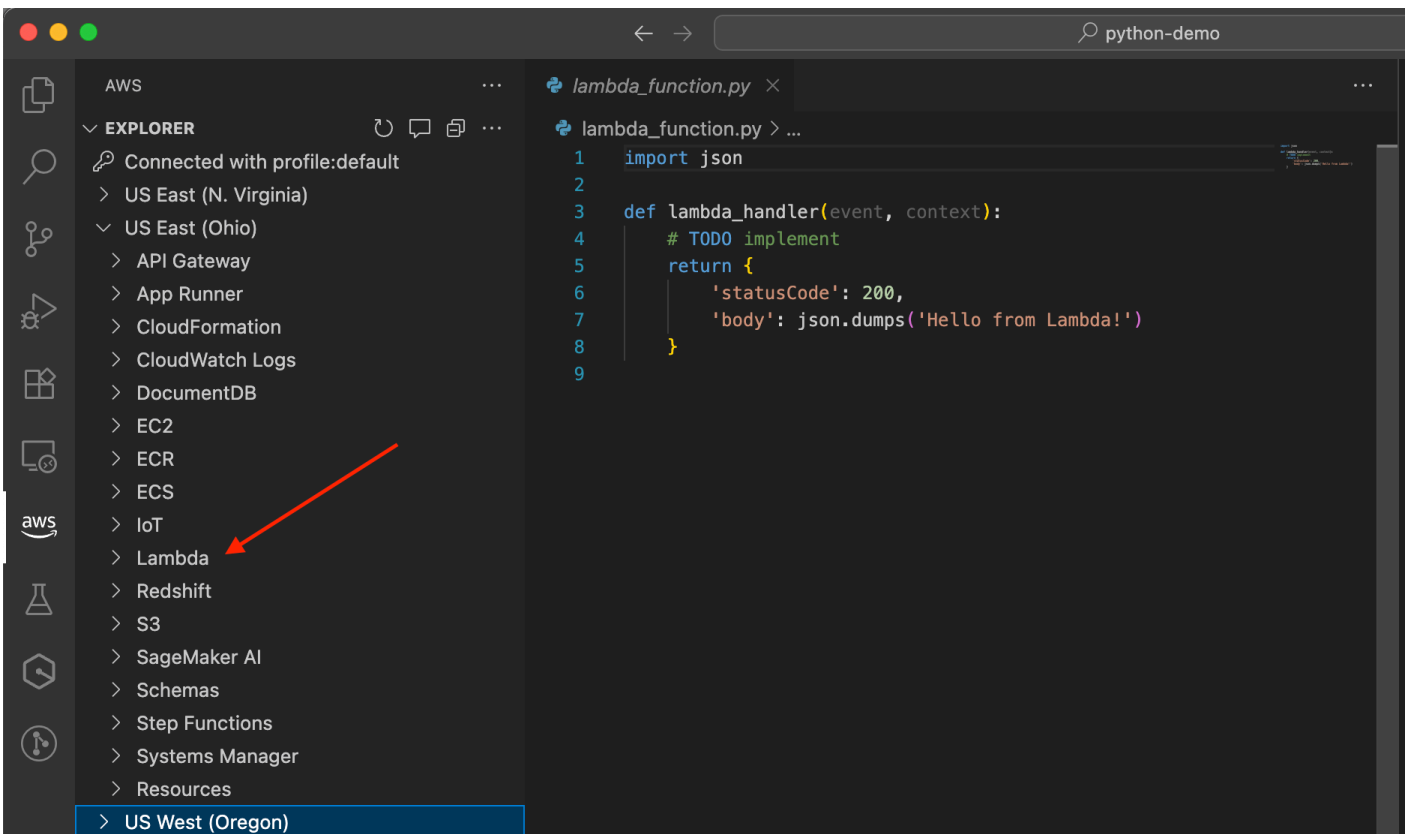 python-demo
AWS
EXPLORER
Connected with profile:default
US East (N. Virginia)
US East (Ohio)
API Gateway
App Runner
CloudFormation
CloudWatch Logs
DocumentDB
EC2
ECR
ECS
IoT
Lambda
Redshift
S3
SageMaker AI
Schemas
Step Functions
Systems Manager
Resources
US West (Oregon)
aws
lambda_function.py
lambda_function.py > ...
1 import json
2
3 def lambda_handler(event, context):
4     # TODO implement
5     return {
6         'statusCode': 200,
7         'body': json.dumps('Hello from Lambda!')
8     }
9